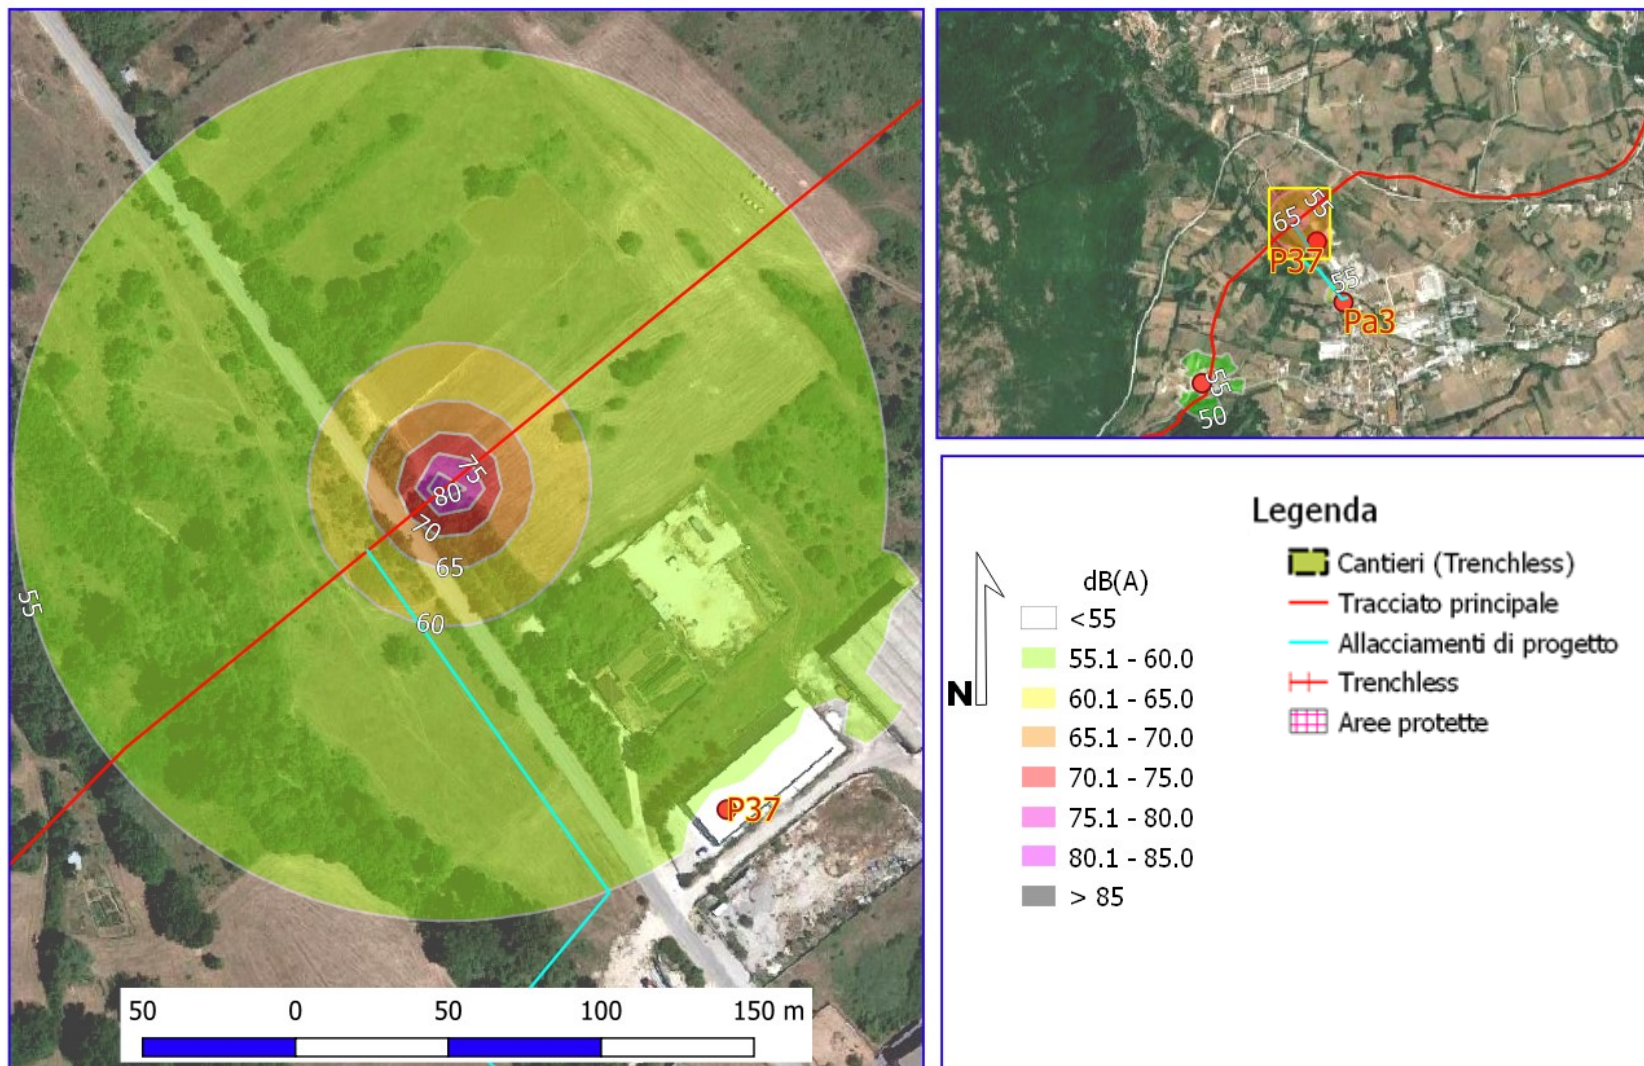 55
75
80
70
65
60
P37
50 0 50 100 150 m
55
65
P37
55
Pa3
55
50
Legenda
N
dB(A)
<55
55.1 - 60.0
60.1 - 65.0
65.1 - 70.0
70.1 - 75.0
75.1 - 80.0
80.1 - 85.0
> 85
Cantieri (Trenchless)
Tracciato principale
Allacciamenti di progetto
Trenchless
Aree protette